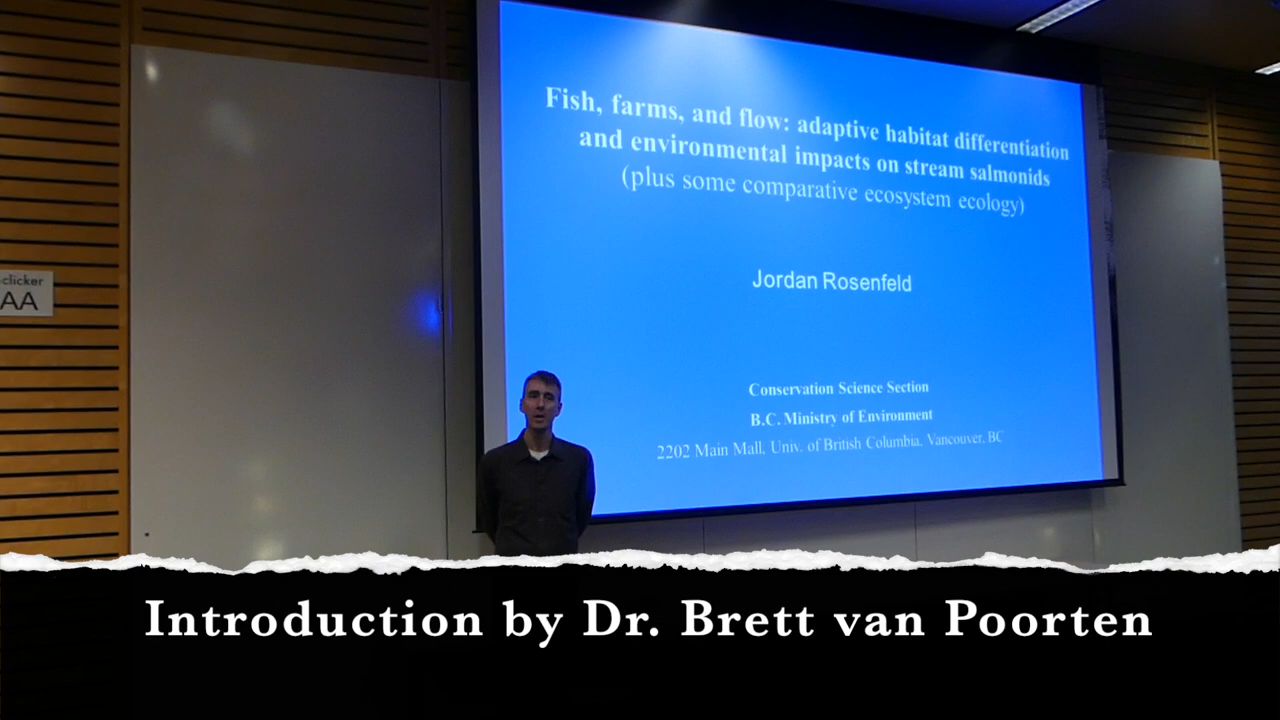 clicker
AA
Fish, farms, and flow: adaptive habitat differentiation
and environmental impacts on stream salmonids
(plus some comparative ecosystem ecology)
Jordan Rosenfeld
Conservation Science Section
B.C. Ministry of Environment
2202 Main Mall, Univ. of British Columbia, Vancouver, BC
Introduction by Dr. Brett van Poorten